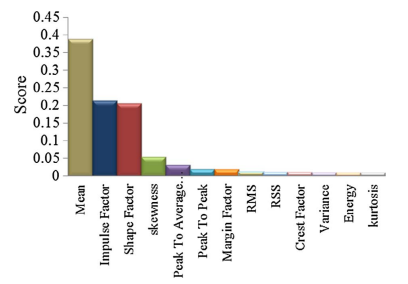 0.45
0.4
0.35
0.3
0.25
0.2
0.15
0.1
0.05
0
Score
Mean
Impulse Factor
Shape Factor
skewness
Peak To Average..
Peak To Peak
Margin Factor
RMS
RSS
Crest Factor
Variance
Energy
kurtosis